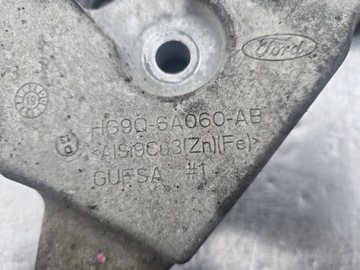 Ford
HG9Q-6A060-AB
<AlSi9Cu3(Zn)(Fe)>
GUFSA #1